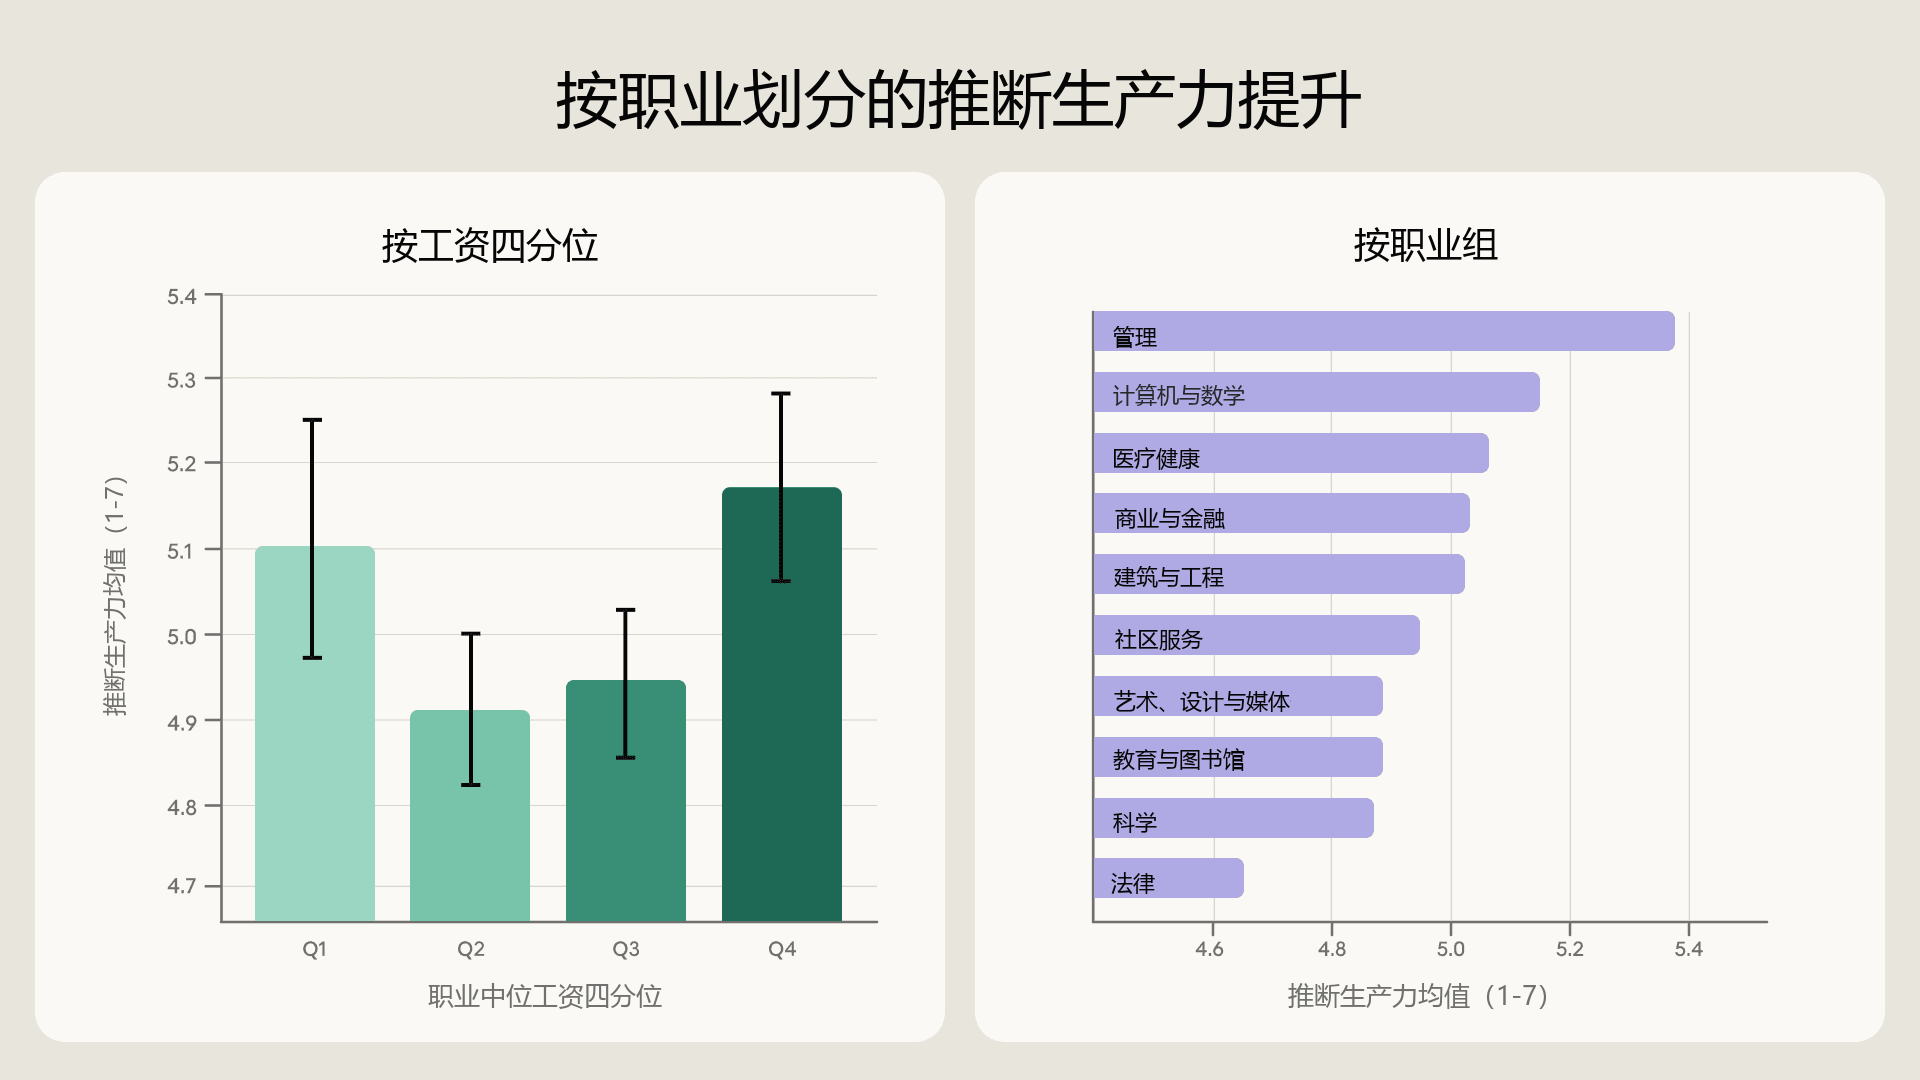 按职业划分的推断生产力提升
按工资四分位
5.4
5.3
5.2
5.1
5.0
4.9
4.8
4.7
推断生产力均值（1-7）
Q1 Q2 Q3 Q4
职业中位工资四分位
按职业组
管理
计算机与数学
医疗健康
商业与金融
建筑与工程
社区服务
艺术、设计与媒体
教育与图书馆
科学
法律
4.6 4.8 5.0 5.2 5.4
推断生产力均值（1-7）